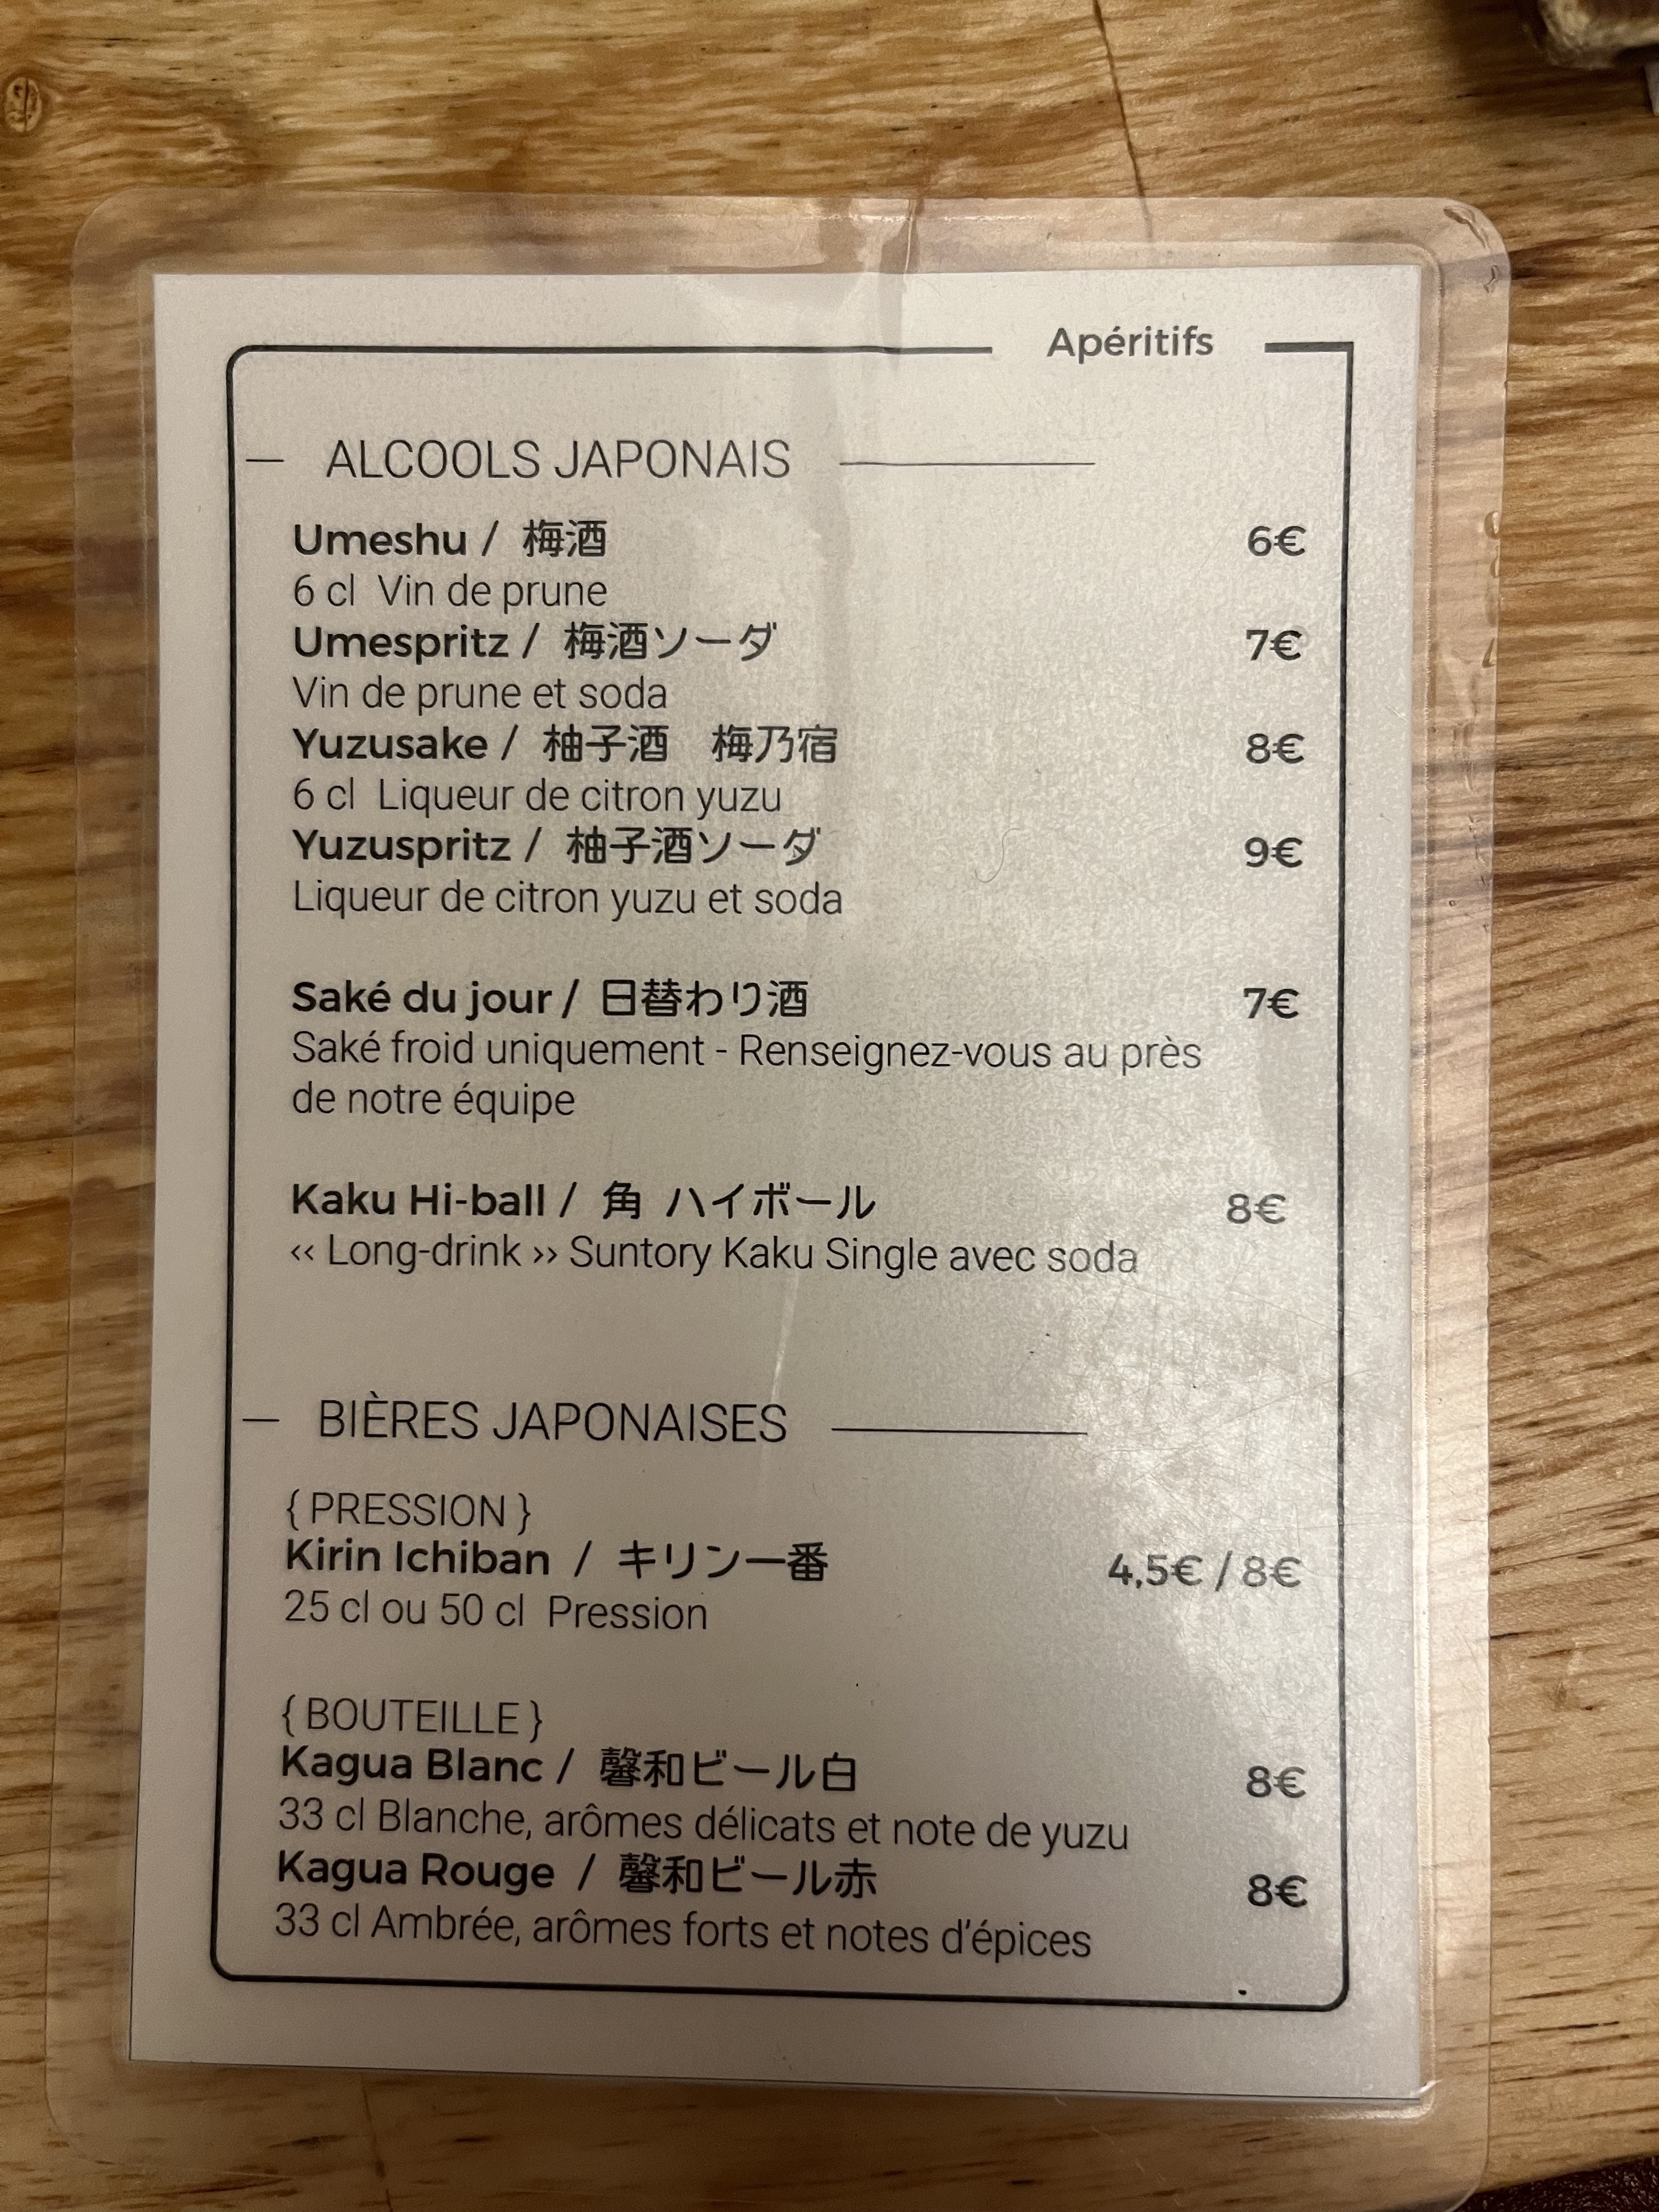 Apéritifs
ALCOOLS JAPONAIS
Umeshu / 梅酒 6€
6 cl Vin de prune
Umespritz / 梅酒ソーダ 7€
Vin de prune et soda
Yuzusake / 柚子酒　梅乃宿 8€
6 cl Liqueur de citron yuzu
Yuzuspritz / 柚子酒ソーダ 9€
Liqueur de citron yuzu et soda
Saké du jour / 日替わり酒 7€
Saké froid uniquement - Renseignez-vous au près
de notre équipe
Kaku Hi-ball / 角 ハイボール 8€
‹‹ Long-drink ›› Suntory Kaku Single avec soda
BIÈRES JAPONAISES
{ PRESSION }
Kirin Ichiban / キリン一番 4,5€ / 8€
25 cl ou 50 cl Pression
{ BOUTEILLE }
Kagua Blanc / 馨和ビール白 8€
33 cl Blanche, arômes délicats et note de yuzu
Kagua Rouge / 馨和ビール赤 8€
33 cl Ambrée, arômes forts et notes d'épices